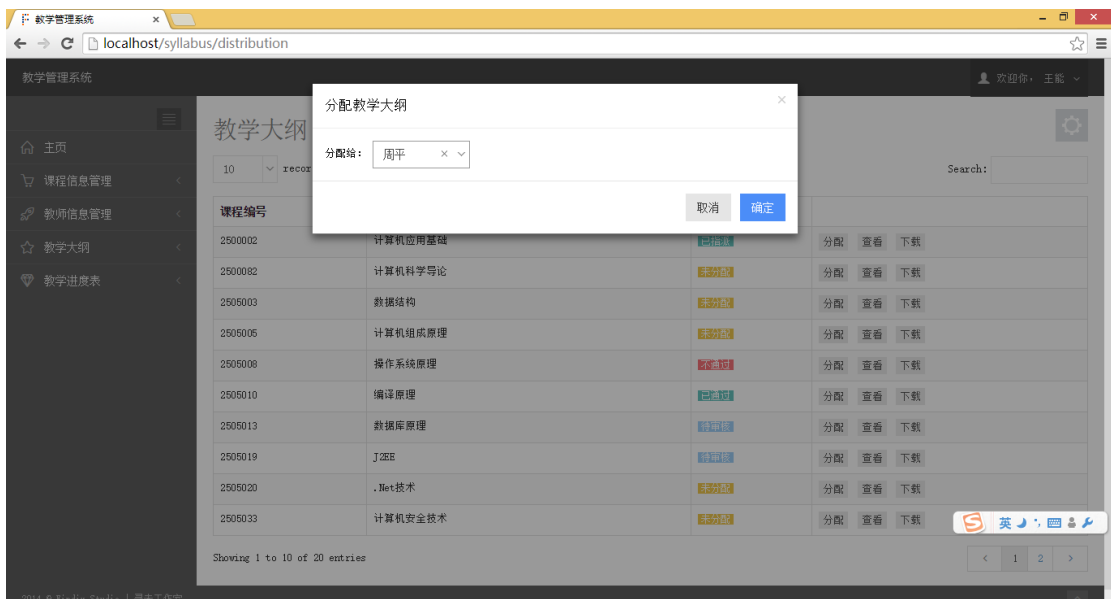 教学管理系统
localhost/syllabus/distribution
教学管理系统
欢迎你, 王能
分配教学大纲
教学大纲
主页
分配给: 周平
10 recor
Search:
课程信息管理
教师信息管理
取消 确定
课程编号
教学大纲
2500002 计算机应用基础 分配 查看 下载
教学进度表
2500082 计算机科学导论 未分配 分配 查看 下载
2505003 数据结构 未分配 分配 查看 下载
2505005 计算机组成原理 未分配 分配 查看 下载
2505008 操作系统原理 不通过 分配 查看 下载
2505010 编译原理 已通过 分配 查看 下载
2505013 数据库原理 待审核 分配 查看 下载
2505019 J2EE 待审核 分配 查看 下载
2505020 .Net技术 未分配 分配 查看 下载
2505033 计算机安全技术 未分配 分配 查看 下载
英
Showing 1 to 10 of 20 entries
1 2